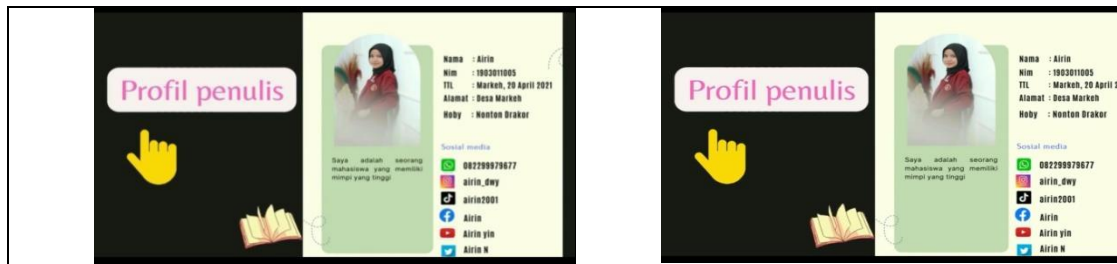 Profil penulis
Nama : Airin
Nim : 1903011005
TTL : Markeh, 20 April 2021
Alamat : Desa Markeh
Hoby : Nonton Drakor
Sosial media
082299979677
airin_dwy
airin2001
Airin
Airin yin
Airin N
Saya adalah seorang
mahasiswa yang memiliki
mimpi yang tinggi
Profil penulis
Nama : Airin
Nim : 1903011005
TTL : Markeh, 20 April 2
Alamat : Desa Markeh
Hoby : Nonton Drakor
Sosial media
082299979677
airin_dwy
airin2001
Airin
Airin yin
Airin N
Saya adalah seorang
mahasiswa yang memiliki
mimpi yang tinggi